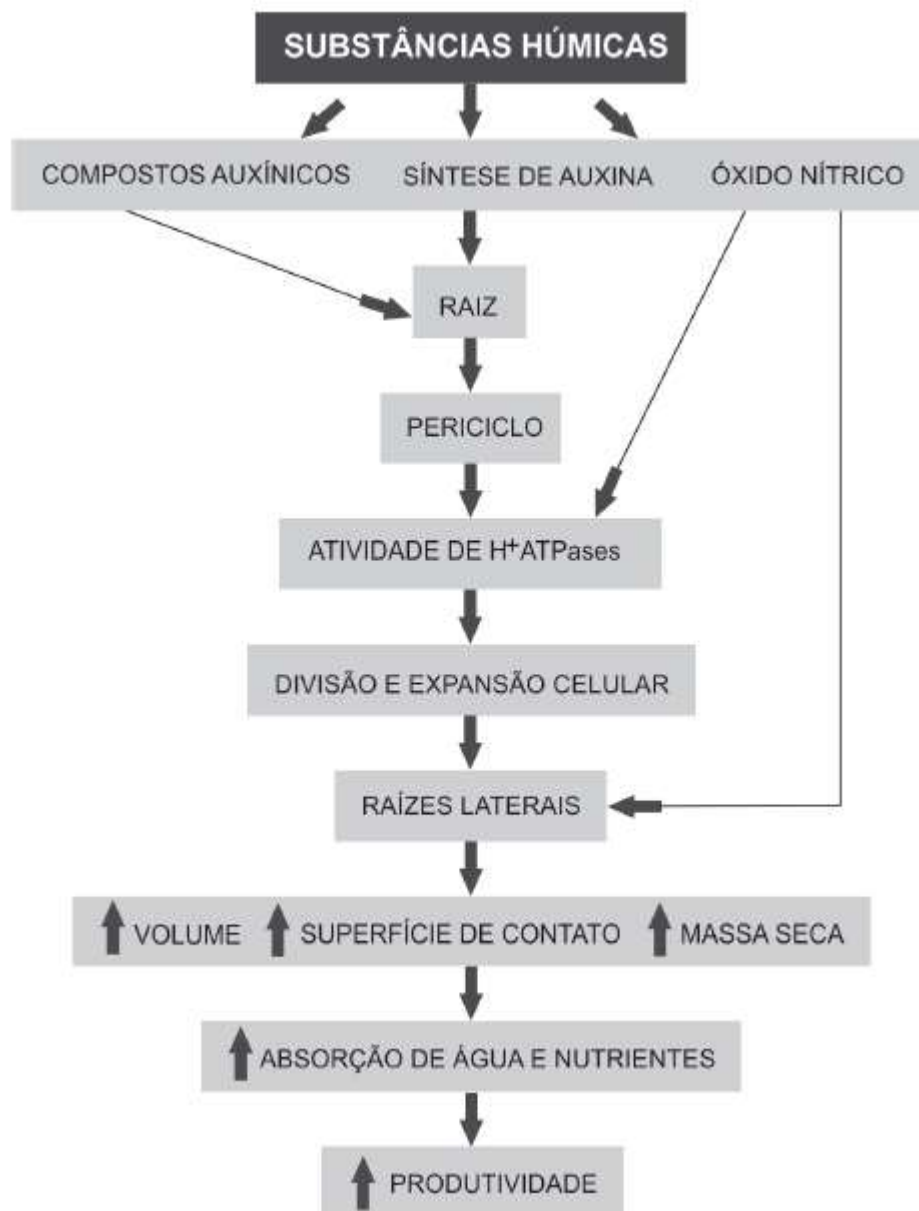 SUBSTÂNCIAS HÚMICAS
COMPOSTOS AUXÍNICOS SÍNTESE DE AUXINA ÓXIDO NÍTRICO
RAIZ
PERICICLO
ATIVIDADE DE H⁺ATPases
DIVISÃO E EXPANSÃO CELULAR
RAÍZES LATERAIS
VOLUME SUPERFÍCIE DE CONTATO MASSA SECA
ABSORÇÃO DE ÁGUA E NUTRIENTES
PRODUTIVIDADE